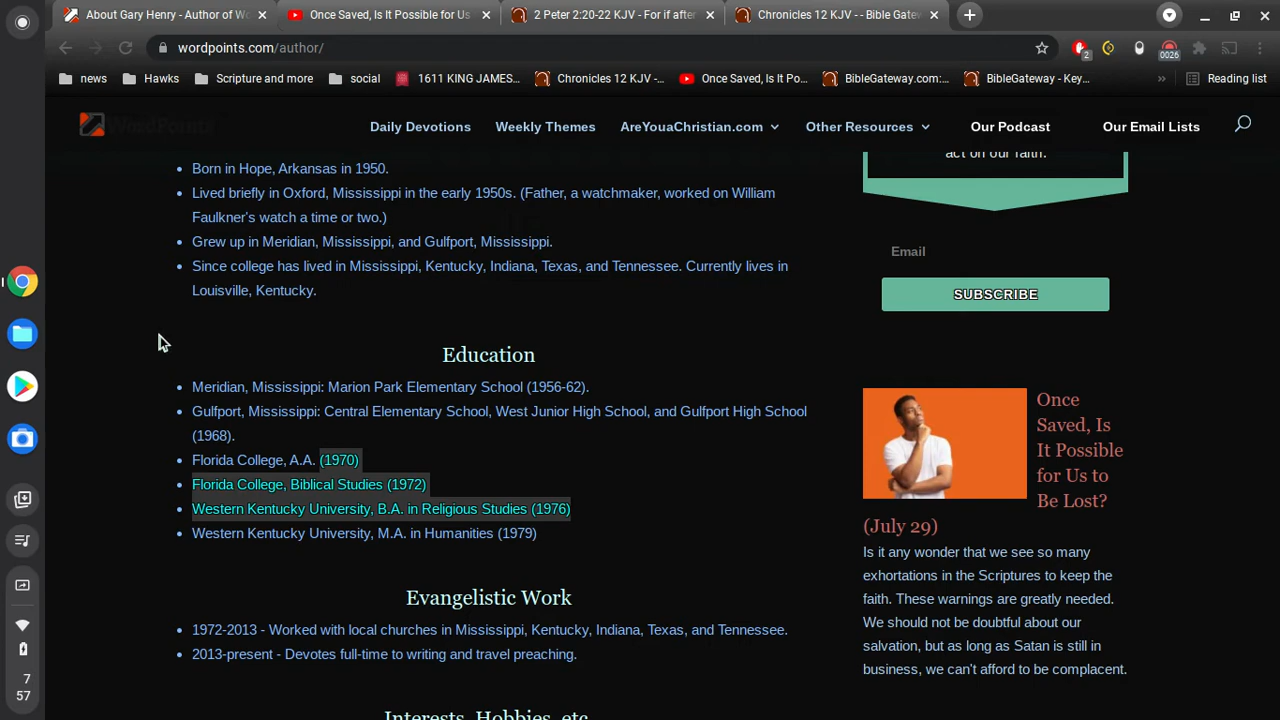 About Gary Henry - Author of Wo
Once Saved, Is It Possible for Us
2 Peter 2:20-22 KJV - For if after
Chronicles 12 KJV - - Bible Gatew
wordpoints.com/author/
2
0026
news
Hawks
Scripture and more
social
1611 KING JAMES...
Chronicles 12 KJV -...
Once Saved, Is It Po...
BibleGateway.com:...
BibleGateway - Key...
»
Reading list
WordPoints
Daily Devotions
Weekly Themes
AreYouaChristian.com
Other Resources
Our Podcast
Our Email Lists
Born in Hope, Arkansas in 1950.
Lived briefly in Oxford, Mississippi in the early 1950s. (Father, a watchmaker, worked on William
Faulkner's watch a time or two.)
Grew up in Meridian, Mississippi, and Gulfport, Mississippi.
Since college has lived in Mississippi, Kentucky, Indiana, Texas, and Tennessee. Currently lives in
Louisville, Kentucky.
Education
Meridian, Mississippi: Marion Park Elementary School (1956-62).
Gulfport, Mississippi: Central Elementary School, West Junior High School, and Gulfport High School
(1968).
Florida College, A.A. (1970)
Florida College, Biblical Studies (1972)
Western Kentucky University, B.A. in Religious Studies (1976)
Western Kentucky University, M.A. in Humanities (1979)
Evangelistic Work
1972-2013 - Worked with local churches in Mississippi, Kentucky, Indiana, Texas, and Tennessee.
2013-present - Devotes full-time to writing and travel preaching.
Interests, Hobbies, etc.
act on our faith.
Email
SUBSCRIBE
Once
Saved, Is
It Possible
for Us to
Be Lost?
(July 29)
Is it any wonder that we see so many
exhortations in the Scriptures to keep the
faith. These warnings are greatly needed.
We should not be doubtful about our
salvation, but as long as Satan is still in
business, we can't afford to be complacent.
7
57